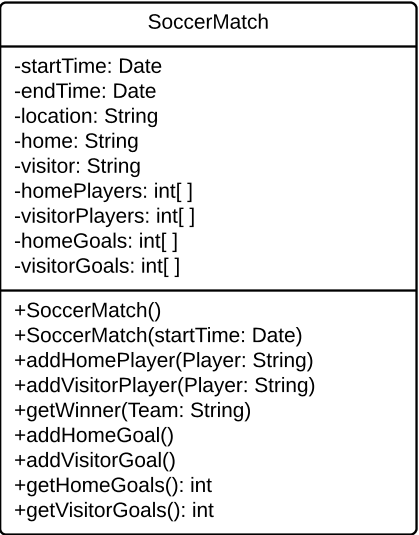 SoccerMatch
-startTime: Date
-endTime: Date
-location: String
-home: String
-visitor: String
-homePlayers: int[ ]
-visitorPlayers: int[ ]
-homeGoals: int[ ]
-visitorGoals: int[ ]
+SoccerMatch()
+SoccerMatch(startTime: Date)
+addHomePlayer(Player: String)
+addVisitorPlayer(Player: String)
+getWinner(Team: String)
+addHomeGoal()
+addVisitorGoal()
+getHomeGoals(): int
+getVisitorGoals(): int